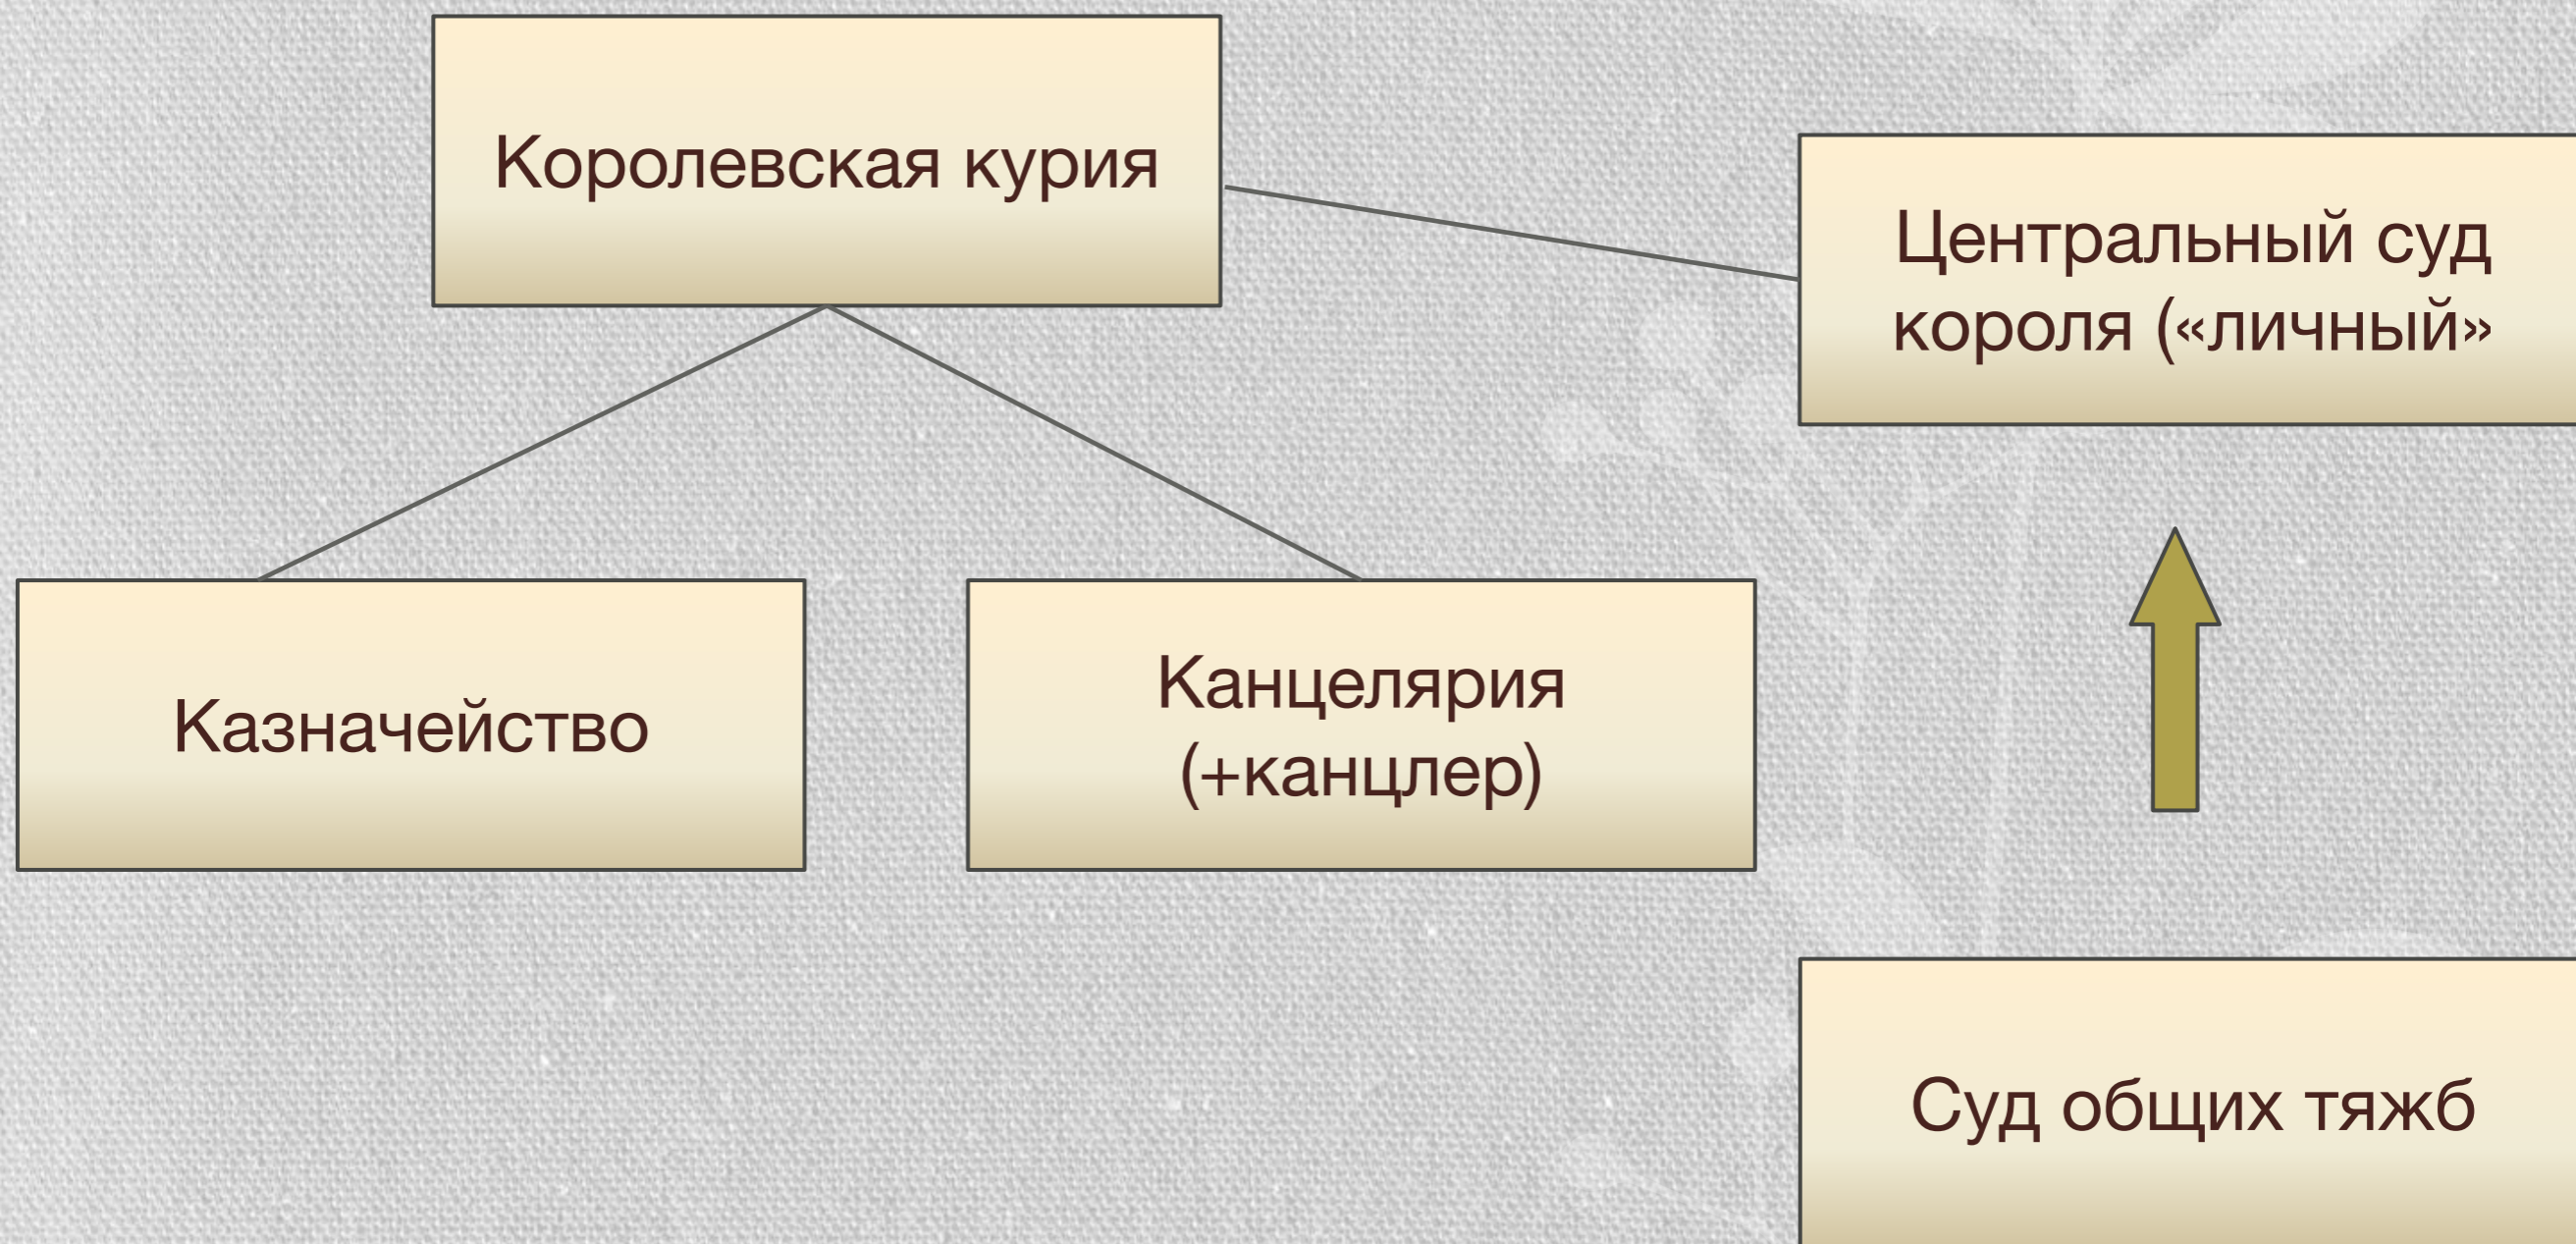 Королевская курия
Центральный суд
короля («личный»
Казначейство
Канцелярия
(+канцлер)
Суд общих тяжб